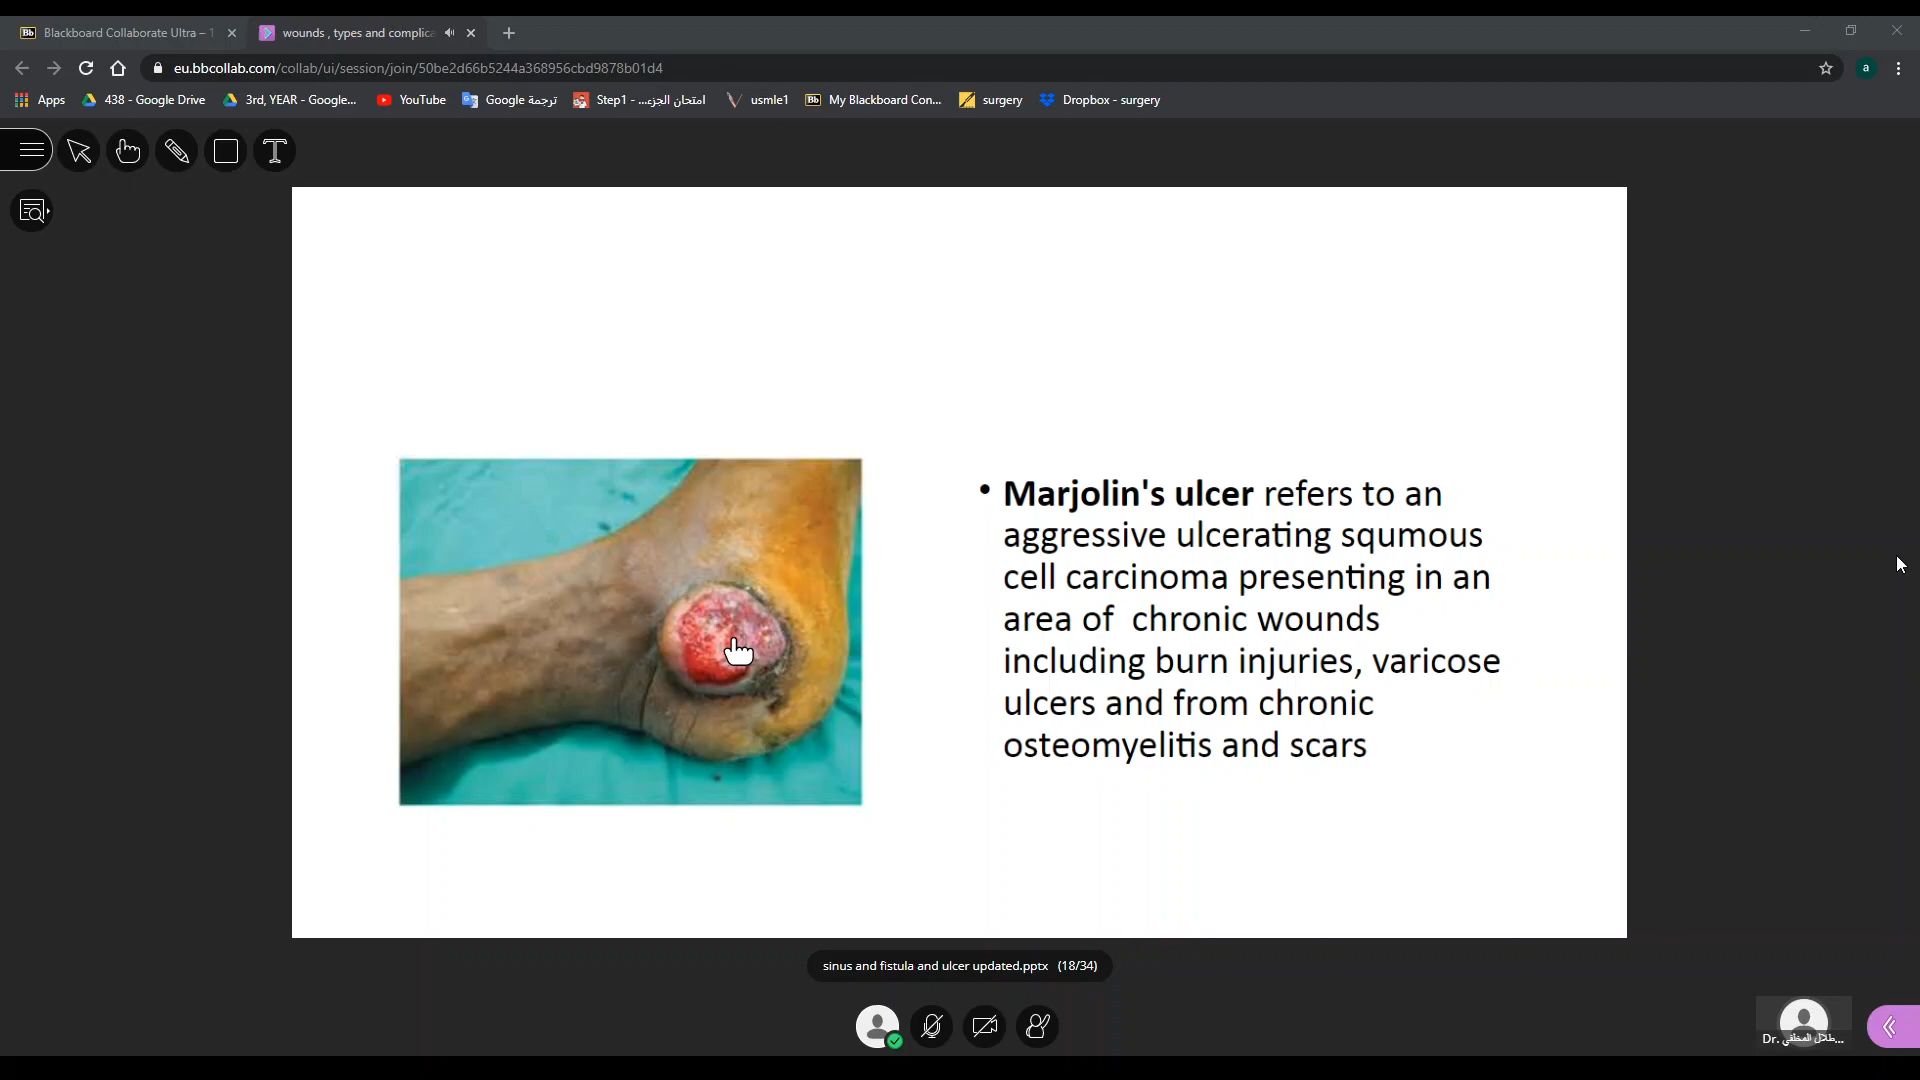 Blackboard Collaborate Ultra – 1
wounds , types and complica
eu.bbcollab.com/collab/ui/session/join/50be2d66b5244a368956cbd9878b01d4
a
Apps
438 - Google Drive
3rd, YEAR - Google...
YouTube
ترجمة Google
Step1 - ...امتحان الجزء
usmle1
Bb My Blackboard Con...
surgery
Dropbox - surgery
T
• Marjolin's ulcer refers to an
aggressive ulcerating squmous
cell carcinoma presenting in an
area of chronic wounds
including burn injuries, varicose
ulcers and from chronic
osteomyelitis and scars
sinus and fistula and ulcer updated.pptx (18/34)
Dr. طلال